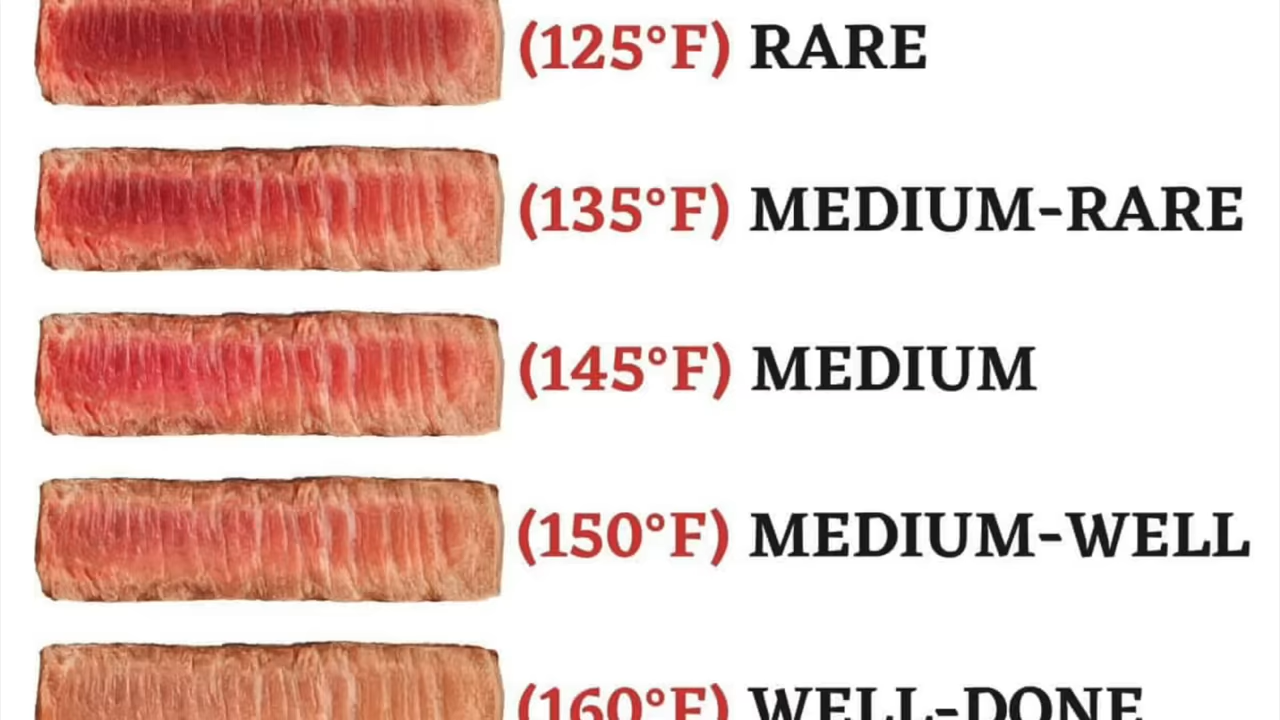 (125°F) RARE
(135°F) MEDIUM-RARE
(145°F) MEDIUM
(150°F) MEDIUM-WELL
(160°F) WELL-DONE